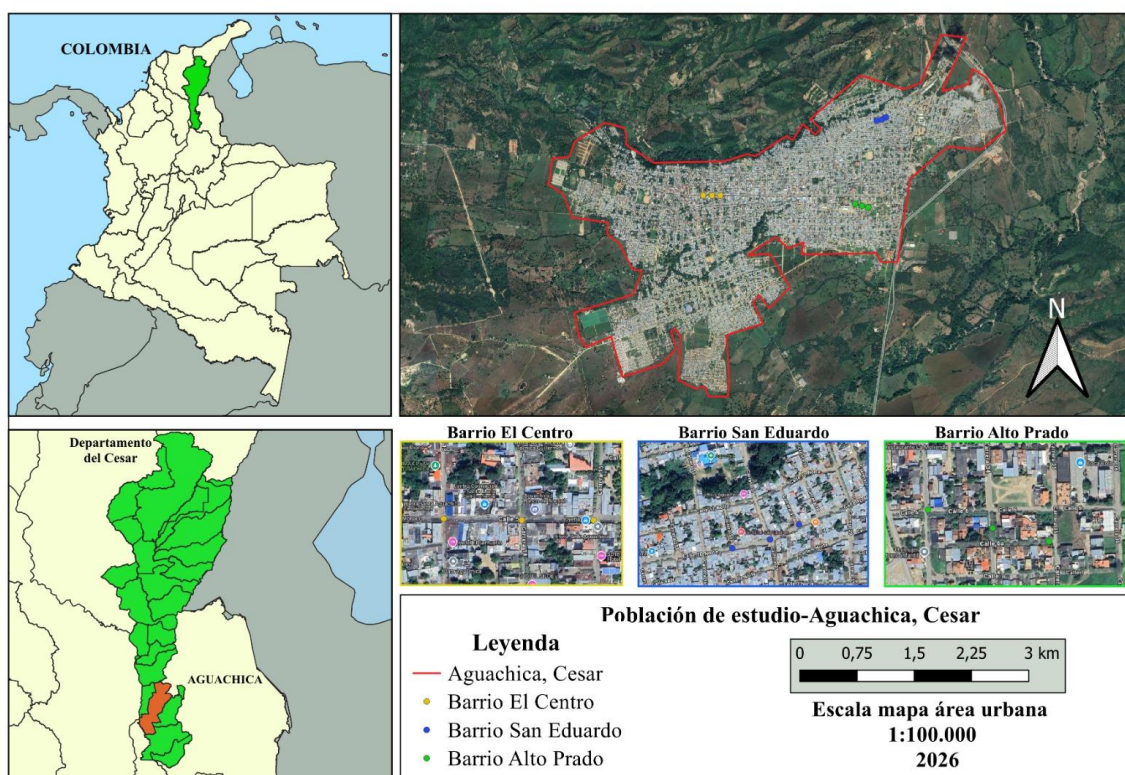 COLOMBIA
N
Departamento
del Cesar
AGUACHICA
Barrio El Centro
Barrio San Eduardo
Barrio Alto Prado
Población de estudio-Aguachica, Cesar
Leyenda
Aguachica, Cesar
Barrio El Centro
Barrio San Eduardo
Barrio Alto Prado
0 0,75 1,5 2,25 3 km
Escala mapa área urbana
1:100.000
2026